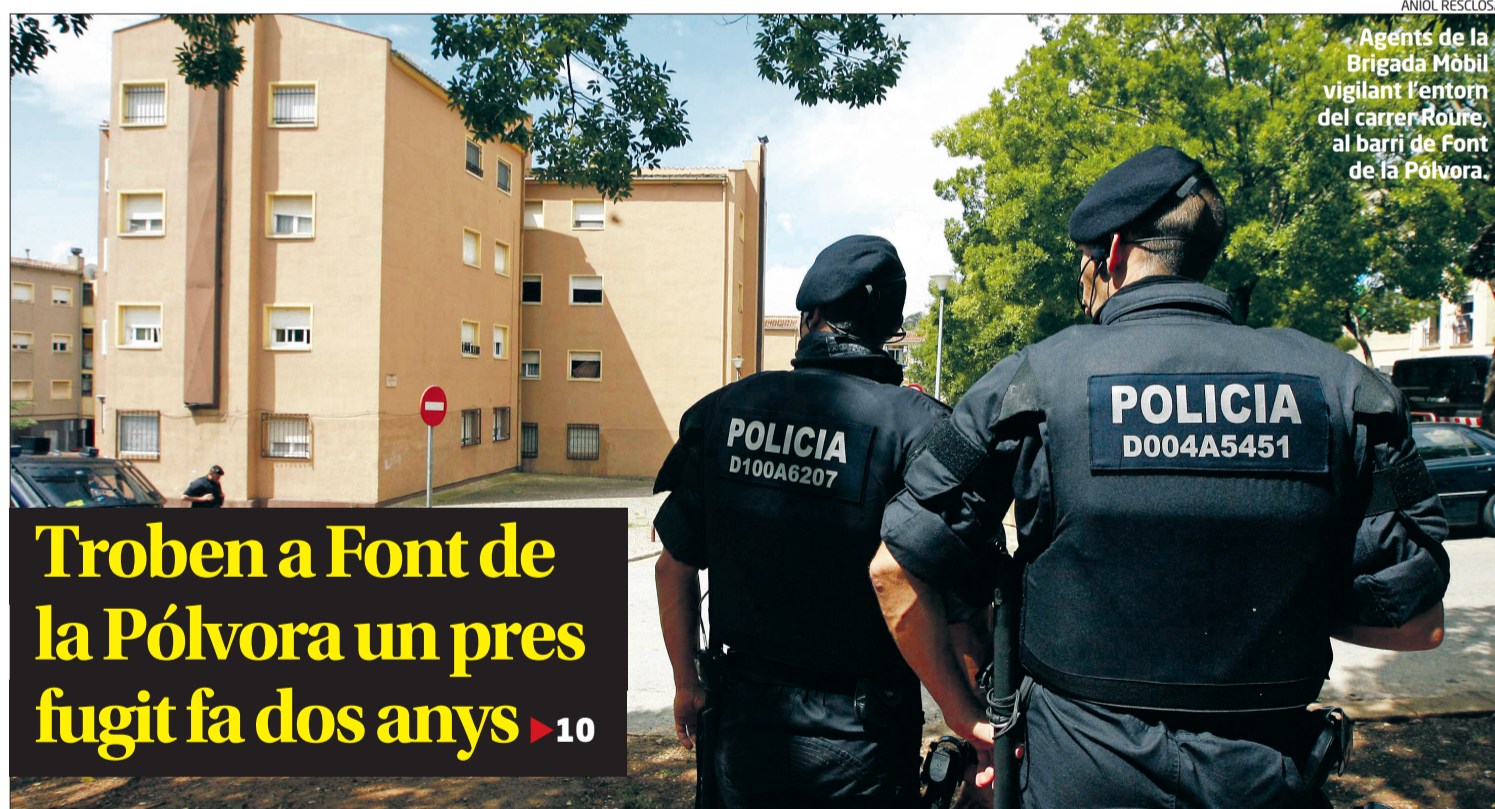 ANIOL RESCLOSA
Agents de la
Brigada Mòbil
vigilant l'entorn
del carrer Roure,
al barri de Font
de la Pólvora.
POLICIA
D100A6207
POLICIA
D004A5451
Troben a Font de
la Pólvora un pres
fugit fa dos anys ▶10